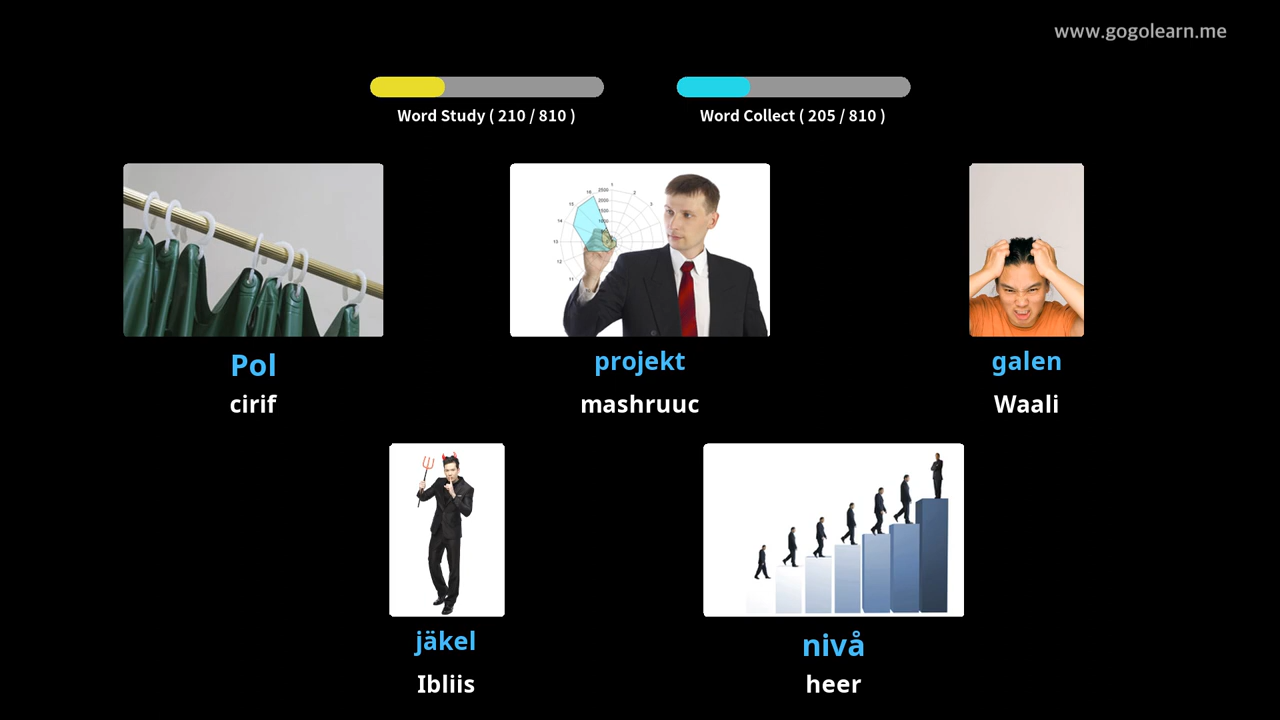 www.gogolearn.me
Word Study ( 210 / 810 )
Word Collect ( 205 / 810 )
Pol
cirif
projekt
mashruuc
galen
Waali
jäkel
Ibliis
nivå
heer